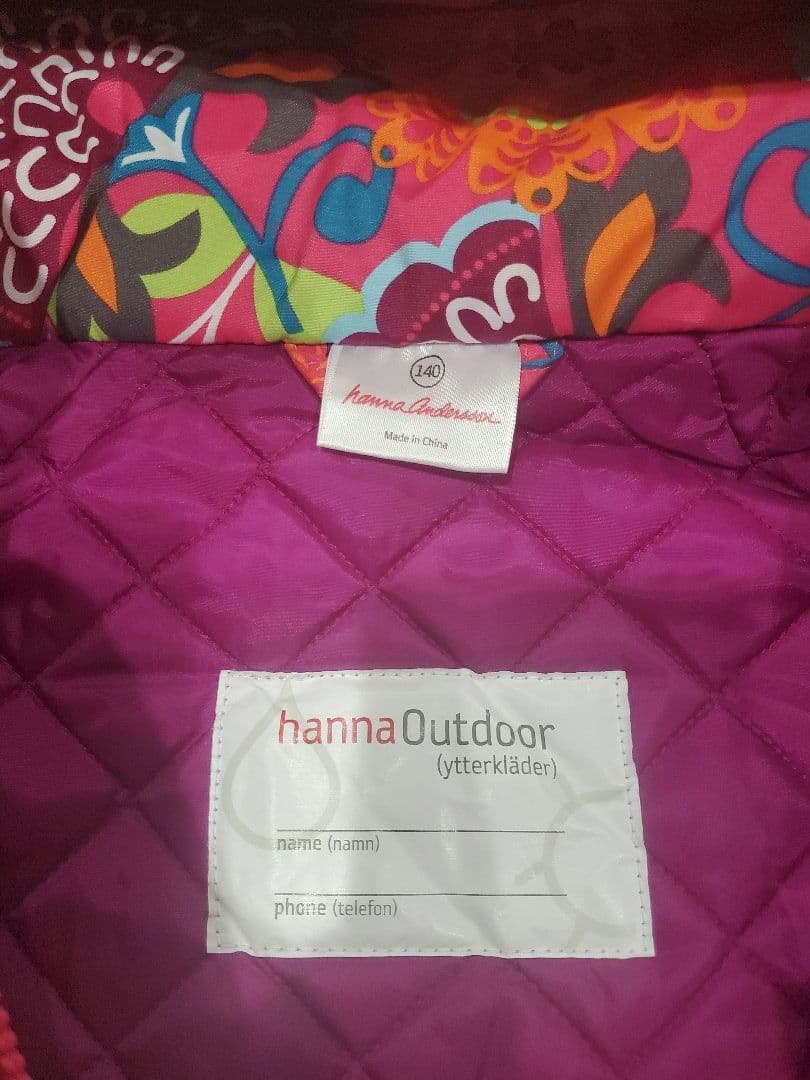 140
hanna Andersson
Made in China
hannaOutdoor
(ytterkläder)
name (namn)
phone (telefon)